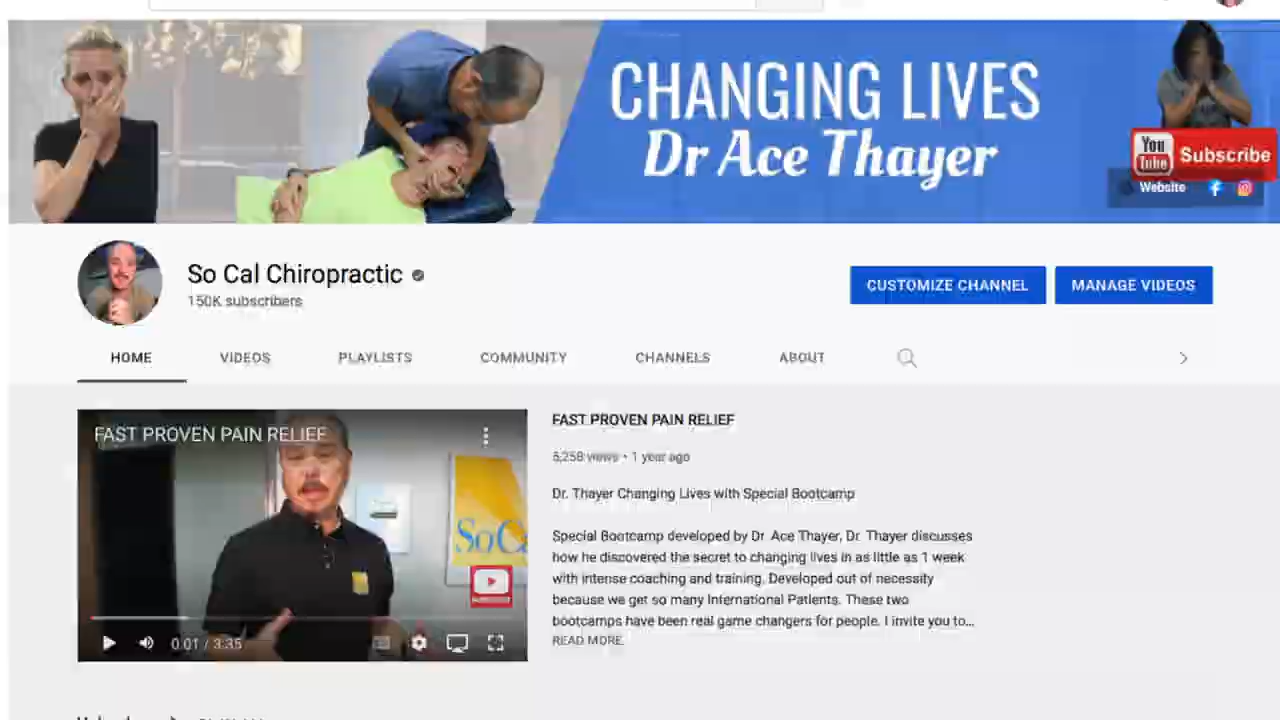 CHANGING LIVES
Dr Ace Thayer
You
Tube
Subscribe
Website
So Cal Chiropractic
150K subscribers
CUSTOMIZE CHANNEL
MANAGE VIDEOS
HOME
VIDEOS
PLAYLISTS
COMMUNITY
CHANNELS
ABOUT
FAST PROVEN PAIN RELIEF
SoCa
0:01 / 3:35
FAST PROVEN PAIN RELIEF
5,258 views • 1 year ago
Dr. Thayer Changing Lives with Special Bootcamp
Special Bootcamp developed by Dr Ace Thayer, Dr. Thayer discusses
how he discovered the secret to changing lives in as little as 1 week
with intense coaching and training. Developed out of necessity
because we get so many International Patients. These two
bootcamps have been real game changers for people. I invite you to...
READ MORE